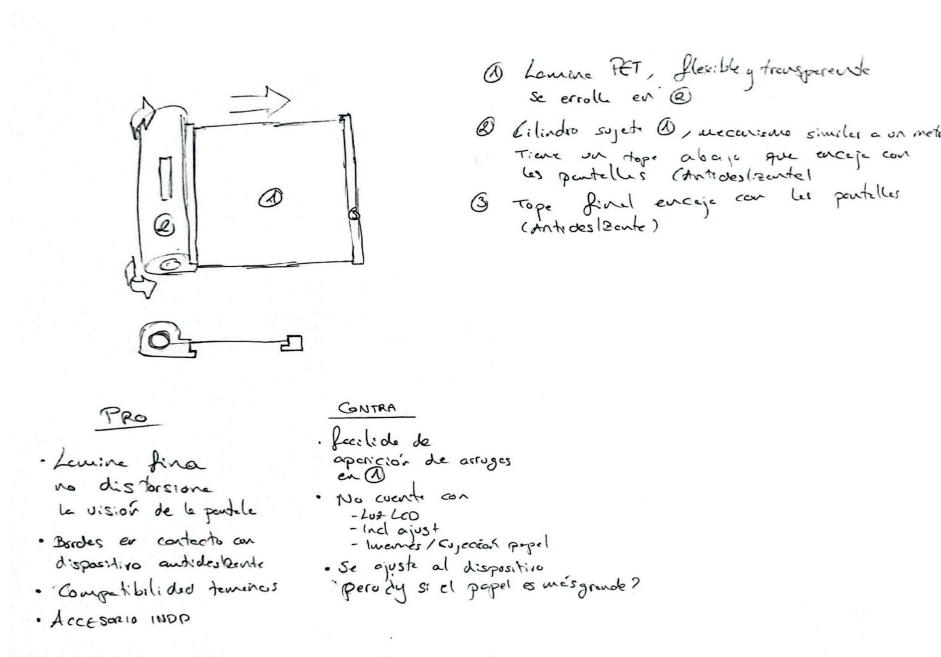 ① Lamina PET, flexible y transparente
se enrolla en ②
② Cilindro sujeta ①, mecanismo similar a un metr
Tiene un tope abajo que encaja con
las pantallas (Antideslizante)
③ Tope final encaja con las pantallas
(Antideslizante)
①
②
③
PRO
• Lamina fina
no distorsiona
la visión de la pantalla
• Bordes en contacto con
dispositivo antideslizante
• Compatibilidad tamaños
• ACCESORIO INDP
CONTRA
• facilidad de
aparición de arrugas
en ①
• No cuenta con
- Luz LCD
- Incl ajust
- Imanes / Sujección papel
• Se ajusta al dispositivo
¿pero y si el papel es más grande?